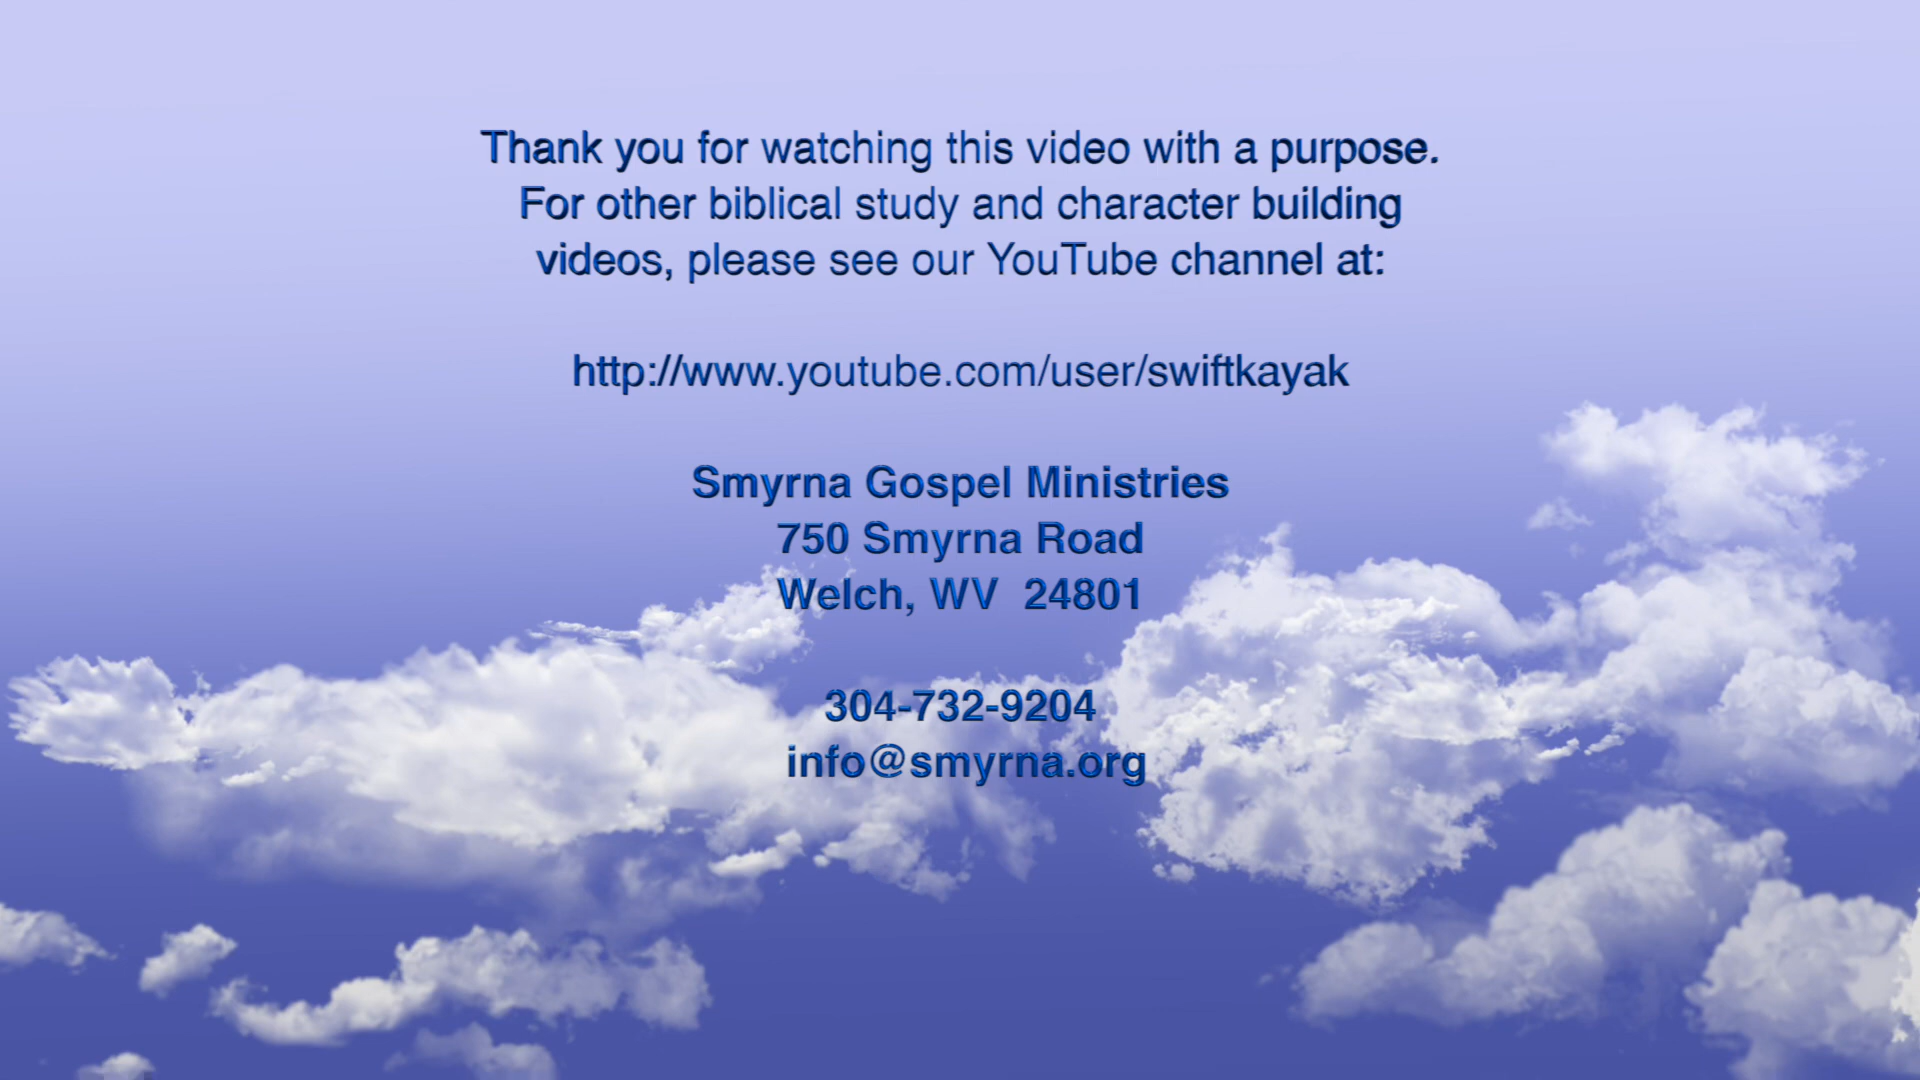 Thank you for watching this video with a purpose.
For other biblical study and character building
videos, please see our YouTube channel at:
http://www.youtube.com/user/swiftkayak
Smyrna Gospel Ministries
750 Smyrna Road
Welch, WV  24801
304-732-9204
info@smyrna.org